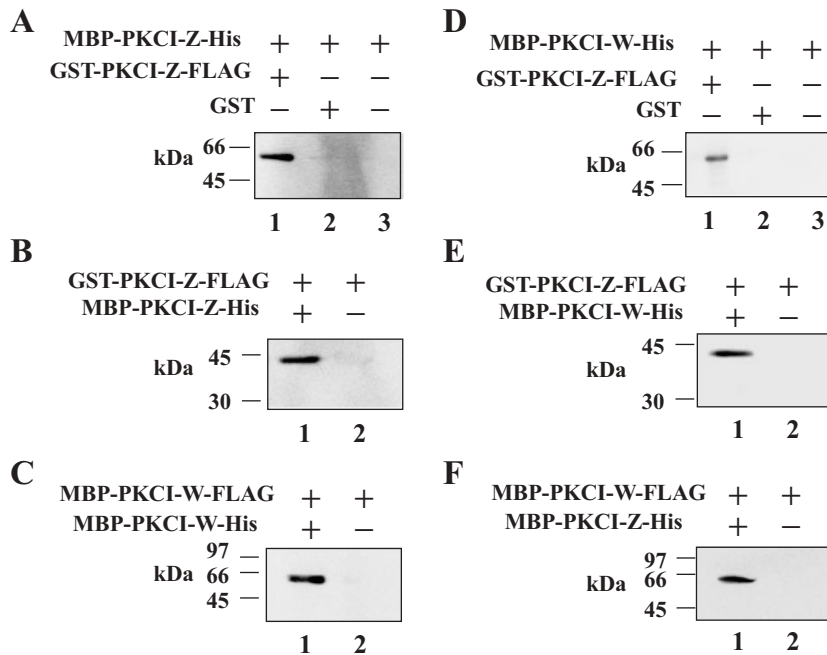 A
MBP-PKCI-Z-His + + +
GST-PKCI-Z-FLAG + − −
GST − + −
kDa
66
45
1 2 3
B
GST-PKCI-Z-FLAG + +
MBP-PKCI-Z-His + −
kDa
45
30
1 2
C
MBP-PKCI-W-FLAG + +
MBP-PKCI-W-His + −
kDa
97
66
45
1 2
D
MBP-PKCI-W-His + + +
GST-PKCI-Z-FLAG + − −
GST − + −
kDa
66
45
1 2 3
E
GST-PKCI-Z-FLAG + +
MBP-PKCI-W-His + −
kDa
45
30
1 2
F
MBP-PKCI-W-FLAG + +
MBP-PKCI-Z-His + −
kDa
97
66
45
1 2